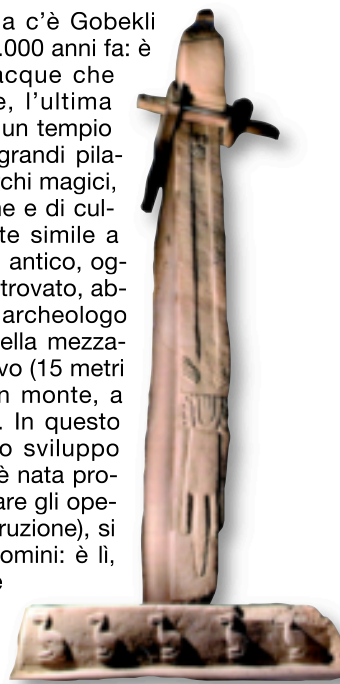 a c’è Gobekli
.000 anni fa: è
acque che
e, l’ultima
un tempio
grandi pila-
chi magici,
ne e di cul-
te simile a
antico, og-
trovato, ab-
archeologo
ella mezza-
vo (15 metri
n monte, a
. In questo
o sviluppo
è nata pro-
are gli ope-
ruzione), si
omini: è lì,
e